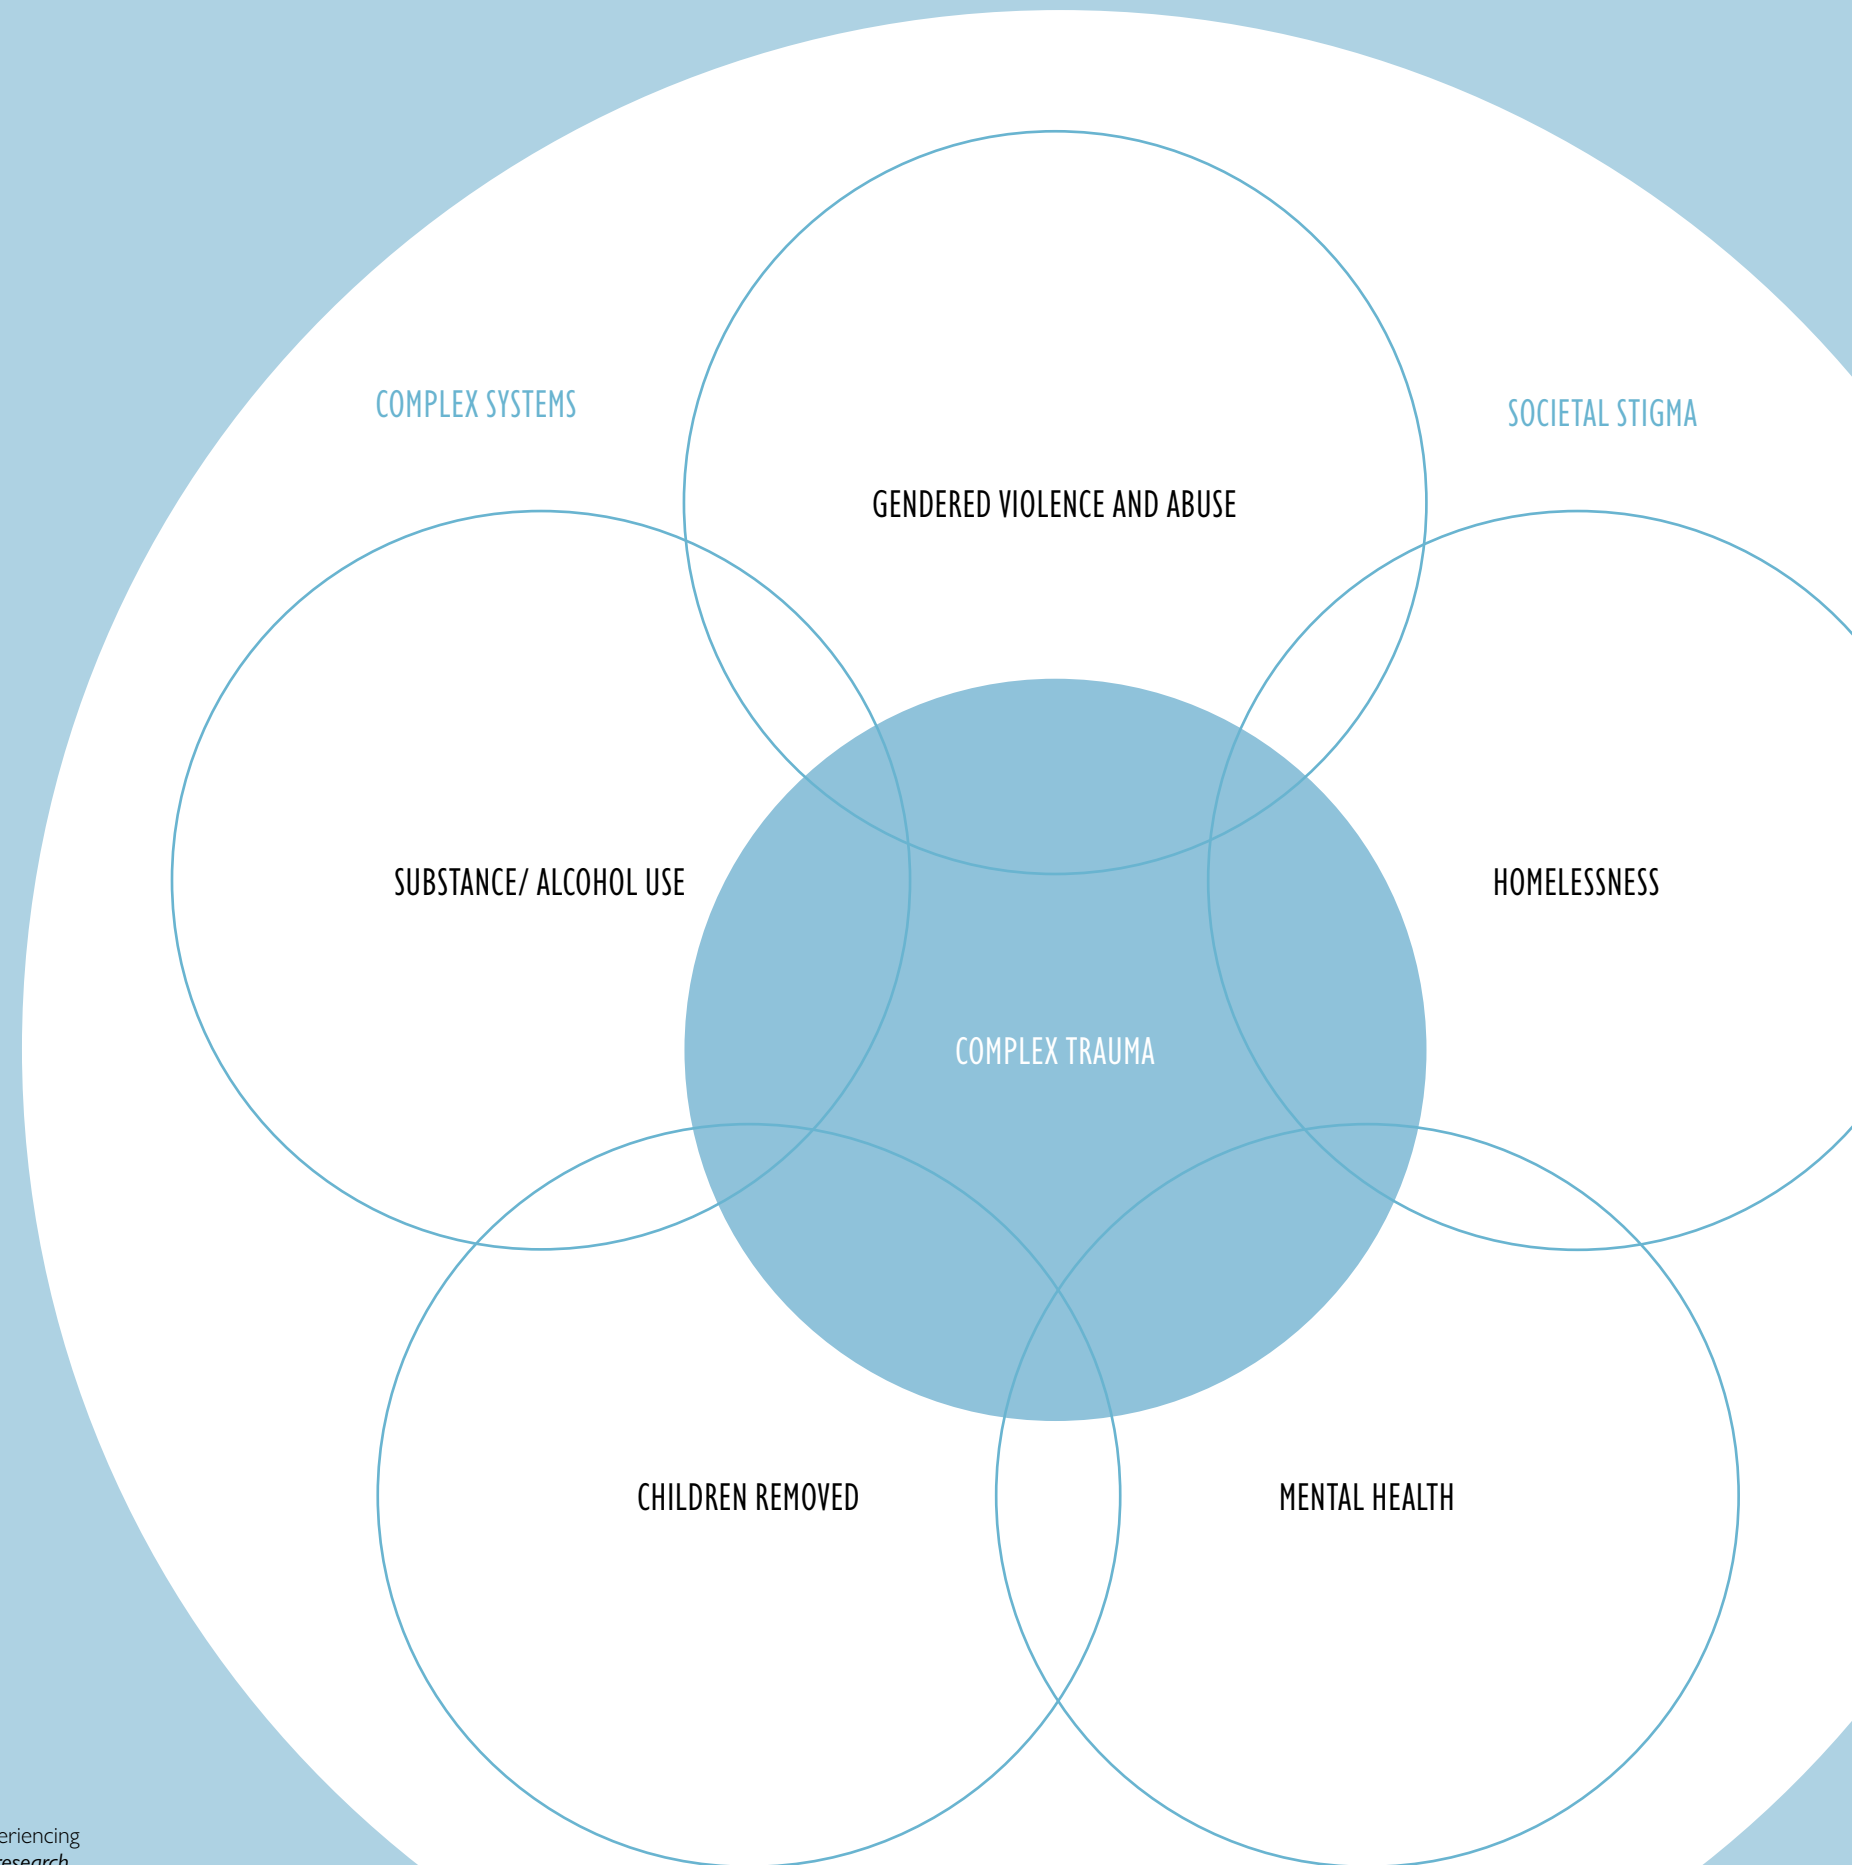 COMPLEX SYSTEMS
SOCIETAL STIGMA
GENDERED VIOLENCE AND ABUSE
SUBSTANCE/ ALCOHOL USE
HOMELESSNESS
COMPLEX TRAUMA
CHILDREN REMOVED
MENTAL HEALTH
eriencing
research